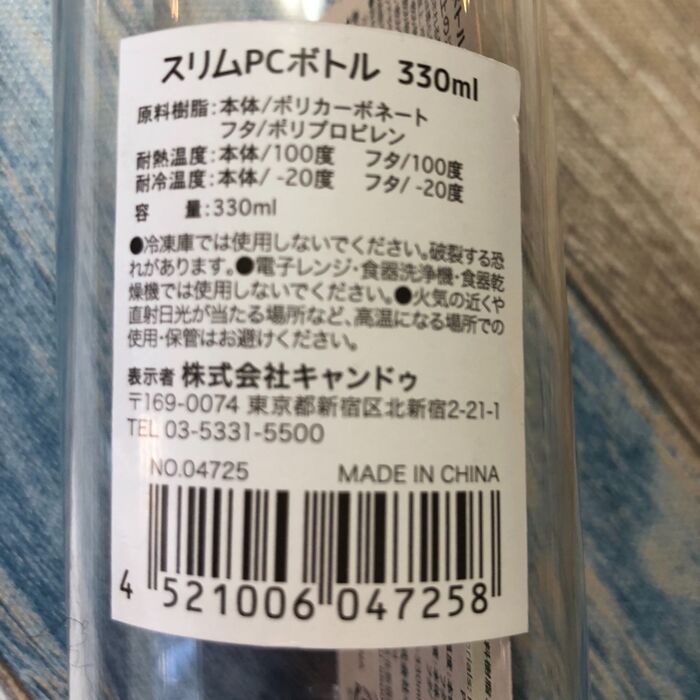 スリムPCボトル 330ml
原料樹脂:本体/ポリカーボネート
フタ/ポリプロピレン
耐熱温度:本体/100度 フタ/100度
耐冷温度:本体/ -20度 フタ/ -20度
容 量:330ml
●冷凍庫では使用しないでください。破裂する恐
れがあります。●電子レンジ・食器洗浄機・食器乾
燥機では使用しないでください。●火気の近くや
直射日光が当たる場所など、高温になる場所での
使用・保管はお避けください。
表示者 株式会社キャンドゥ
〒169-0074 東京都新宿区北新宿2-21-1
TEL 03-5331-5500
NO.04725 MADE IN CHINA
4 521006 047258